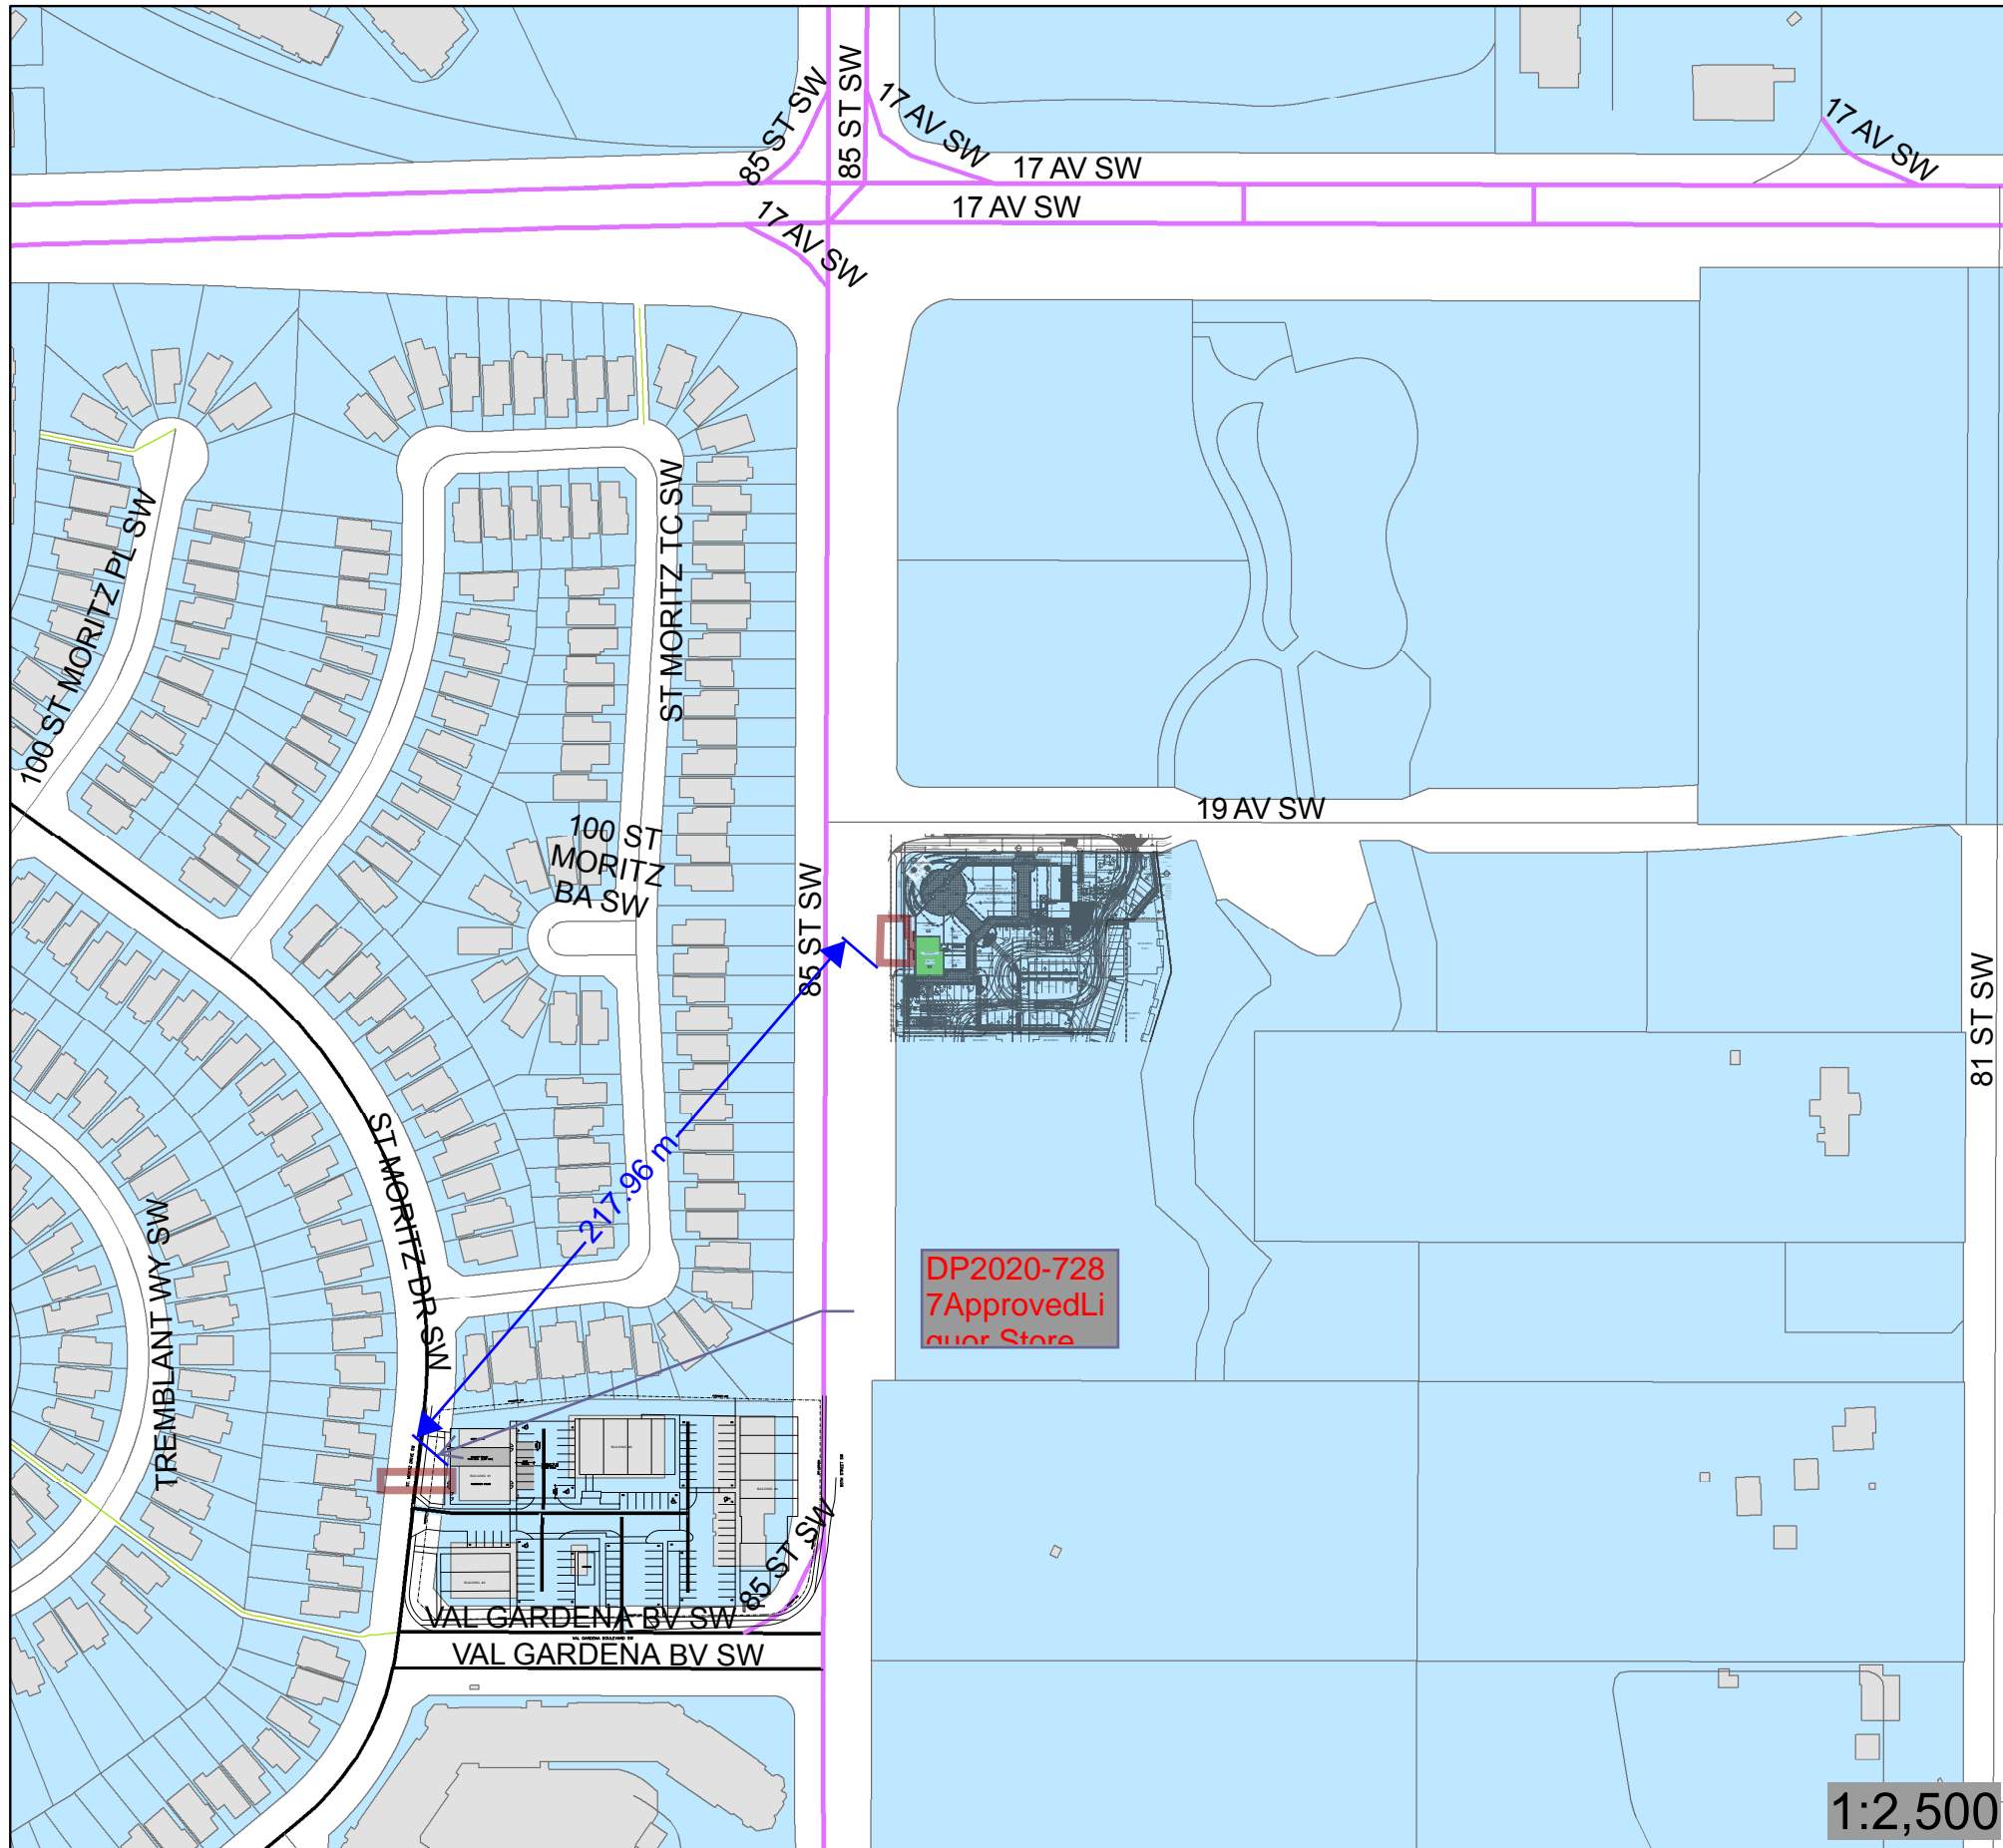 85 ST SW
85 ST SW
17 AV SW
17 AV SW
17 AV SW
17 AV SW
17 AV SW
100 ST MORITZ PL SW
ST MORITZ TC SW
19 AV SW
100 ST
MORITZ
BA SW
85 ST SW
81 ST SW
217.96 m
ST MORITZ DR SW
TREMBLANT WY SW
DP2020-728
7ApprovedLi
quor Store
85 ST SW
VAL GARDENA BV SW
VAL GARDENA BV SW
1:2,500